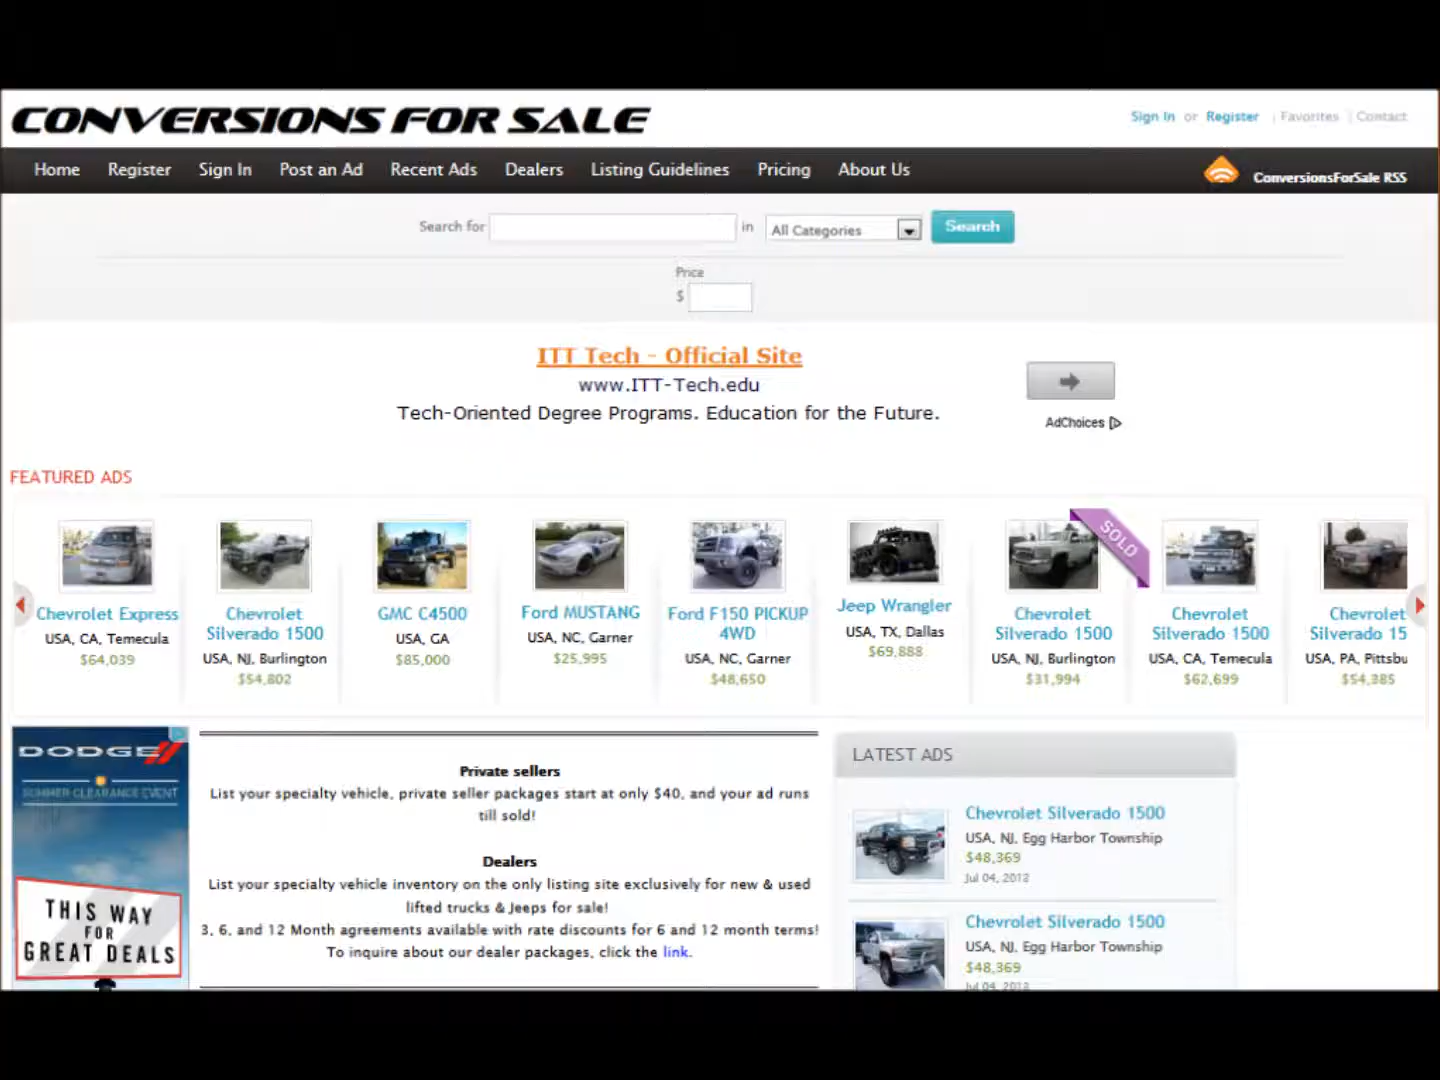 CONVERSIONS FOR SALE
Sign In or Register | Favorites | Contact
Home Register Sign In Post an Ad Recent Ads Dealers Listing Guidelines Pricing About Us
ConversionsForSale RSS
Search for in All Categories Search
Price
$
ITT Tech - Official Site
www.ITT-Tech.edu
Tech-Oriented Degree Programs. Education for the Future.
AdChoices
FEATURED ADS
Chevrolet Express
USA, CA, Temecula
$64,039
Chevrolet
Silverado 1500
USA, NJ, Burlington
$54,802
GMC C4500
USA, GA
$85,000
Ford MUSTANG
USA, NC, Garner
$25,995
Ford F150 PICKUP
4WD
USA, NC, Garner
$48,650
Jeep Wrangler
USA, TX, Dallas
$69,888
SOLD
Chevrolet
Silverado 1500
USA, NJ, Burlington
$31,994
Chevrolet
Silverado 1500
USA, CA, Temecula
$62,699
Chevrolet
Silverado 15
USA, PA, Pittsbu
$54,385
DODGE
SUMMER CLEARANCE EVENT
THIS WAY
FOR
GREAT DEALS
Private sellers
List your specialty vehicle, private seller packages start at only $40, and your ad runs
till sold!
Dealers
List your specialty vehicle inventory on the only listing site exclusively for new & used
lifted trucks & Jeeps for sale!
3, 6, and 12 Month agreements available with rate discounts for 6 and 12 month terms!
To inquire about our dealer packages, click the link.
LATEST ADS
Chevrolet Silverado 1500
USA, NJ, Egg Harbor Township
$48,369
Jul 04, 2012
Chevrolet Silverado 1500
USA, NJ, Egg Harbor Township
$48,369
Jul 04, 2012